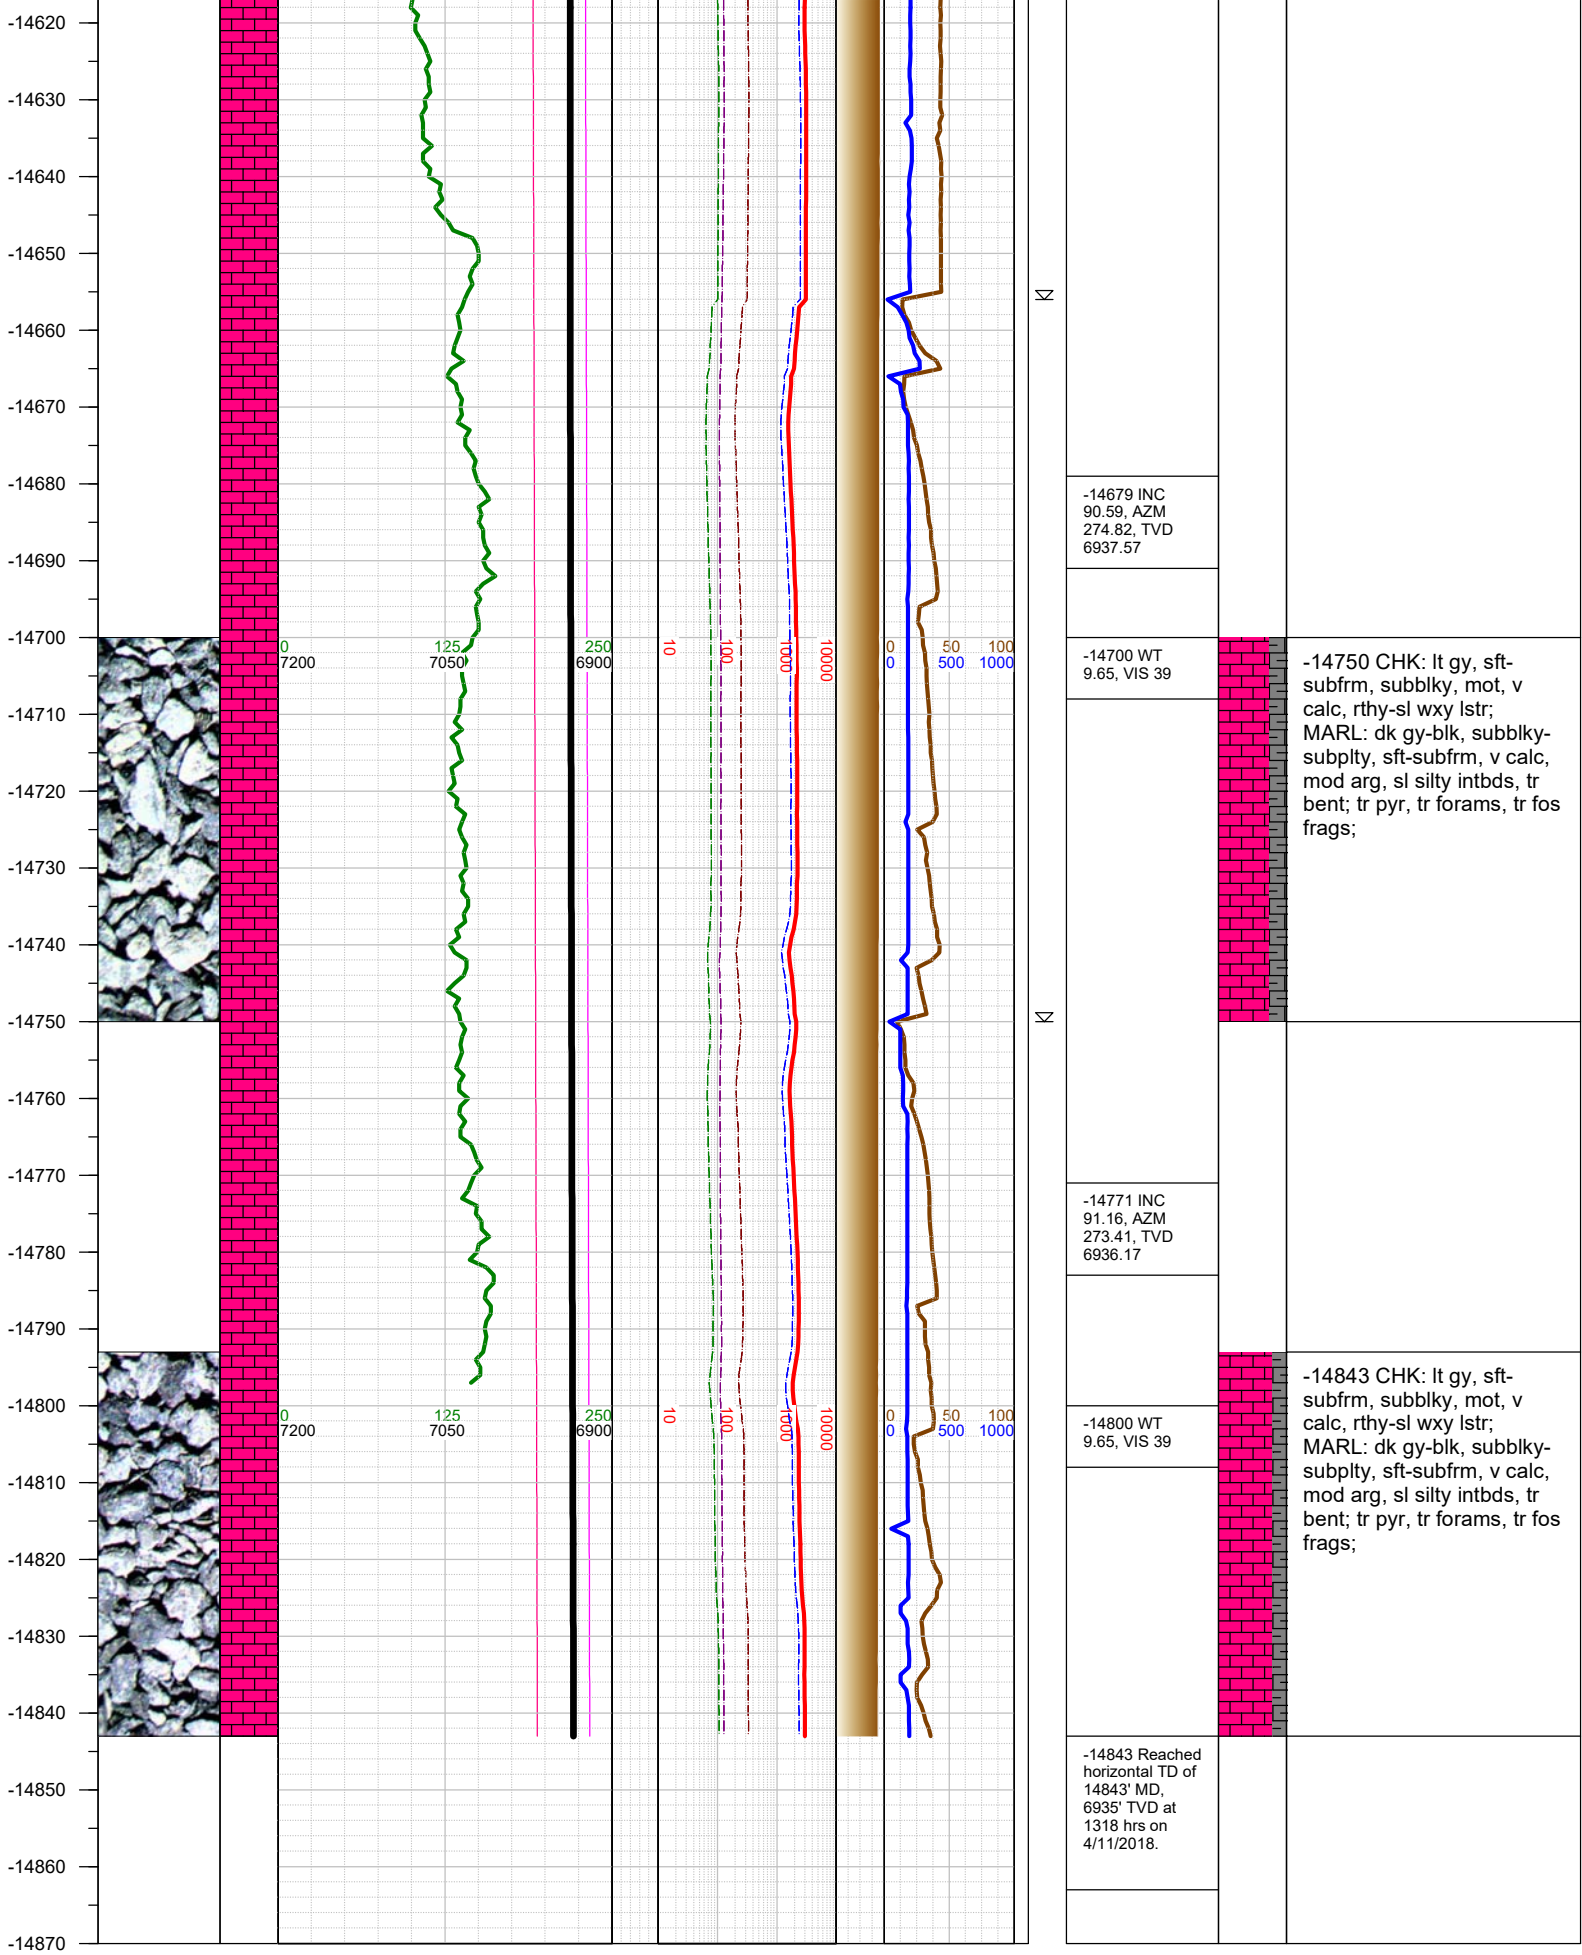 -14620
-14630
-14640
-14650
-14660
-14670
-14680
-14679 INC
90.59, AZM
274.82, TVD
6937.57
-14690
-14700
0 125 250
7200 7050 6900
10 100 1000 10000
0 50 100
0 500 1000
-14700 WT
9.65, VIS 39
-14750 CHK: lt gy, sft-
subfrm, subblky, mot, v
calc, rthy-sl wxy lstr;
MARL: dk gy-blk, subblky-
subplty, sft-subfrm, v calc,
mod arg, sl silty intbds, tr
bent; tr pyr, tr forams, tr fos
frags;
-14710
-14720
-14730
-14740
-14750
-14760
-14770
-14771 INC
91.16, AZM
273.41, TVD
6936.17
-14780
-14790
-14800
0 125 250
7200 7050 6900
10 100 1000 10000
0 50 100
0 500 1000
-14800 WT
9.65, VIS 39
-14843 CHK: lt gy, sft-
subfrm, subblky, mot, v
calc, rthy-sl wxy lstr;
MARL: dk gy-blk, subblky-
subplty, sft-subfrm, v calc,
mod arg, sl silty intbds, tr
bent; tr pyr, tr forams, tr fos
frags;
-14810
-14820
-14830
-14840
-14843 Reached
horizontal TD of
14843' MD,
6935' TVD at
1318 hrs on
4/11/2018.
-14850
-14860
-14870